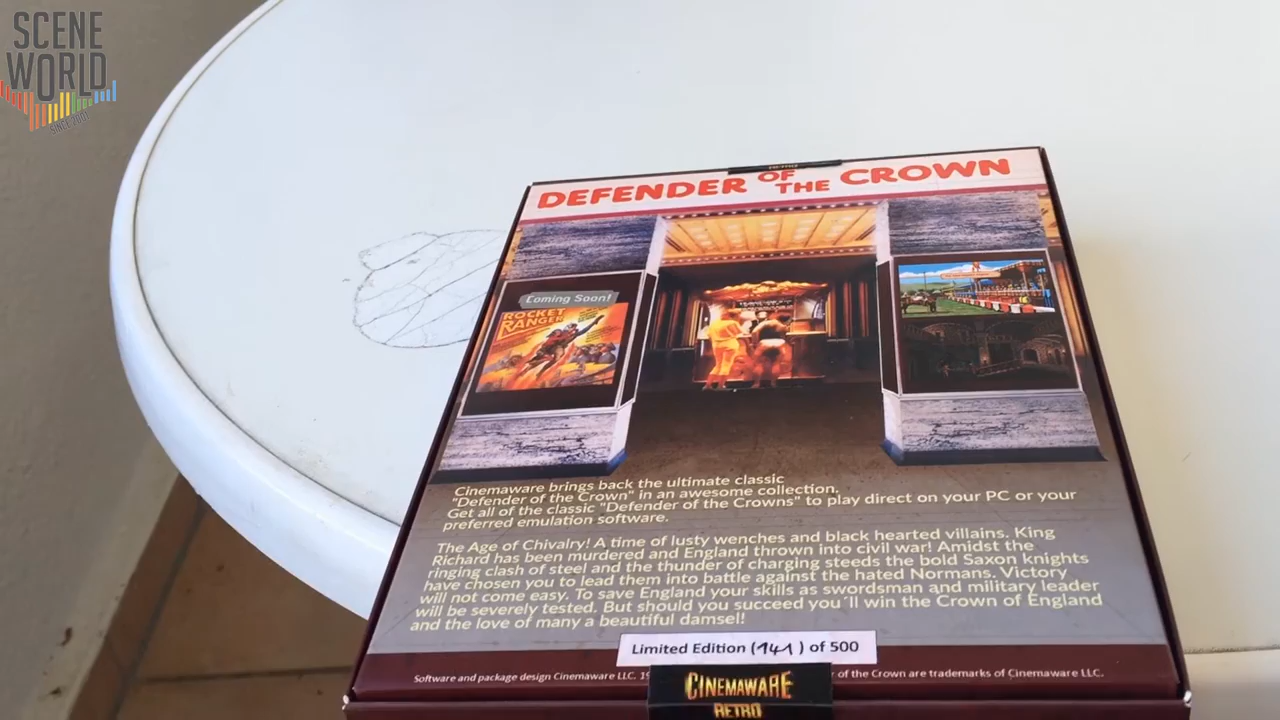 SCENE
WORLD
SINCE 2001
DEFENDER OF THE CROWN
Coming Soon!
ROCKET
RANGER
Cinemaware brings back the ultimate classic
"Defender of the Crown" in an awesome collection.
Get all of the classic "Defender of the Crowns" to play direct on your PC or your
preferred emulation software.
The Age of Chivalry! A time of lusty wenches and black hearted villains. King
Richard has been murdered and England thrown into civil war! Amidst the
ringing clash of steel and the thunder of charging steeds the bold Saxon knights
have chosen you to lead them into battle against the hated Normans. Victory
will not come easy. To save England your skills as swordsman and military leader
will be severely tested. But should you succeed you'll win the Crown of England
and the love of many a beautiful damsel!
Limited Edition (141) of 500
Software and package design Cinemaware LLC. of the Crown are trademarks of Cinemaware LLC.
CINEMAWARE
RETRO